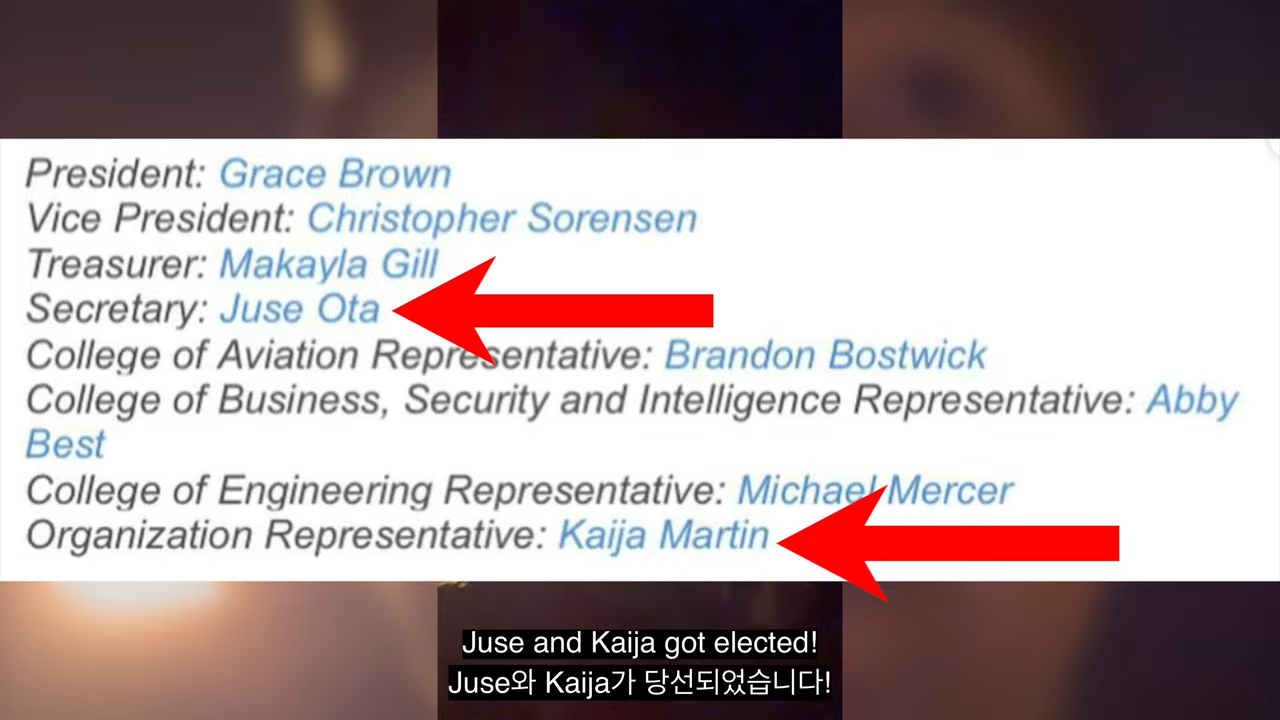 President: Grace Brown
Vice President: Christopher Sorensen
Treasurer: Makayla Gill
Secretary: Juse Ota
College of Aviation Representative: Brandon Bostwick
College of Business, Security and Intelligence Representative: Abby
Best
College of Engineering Representative: Michael Mercer
Organization Representative: Kaija Martin
Juse and Kaija got elected!
Juse와 Kaija가 당선되었습니다!